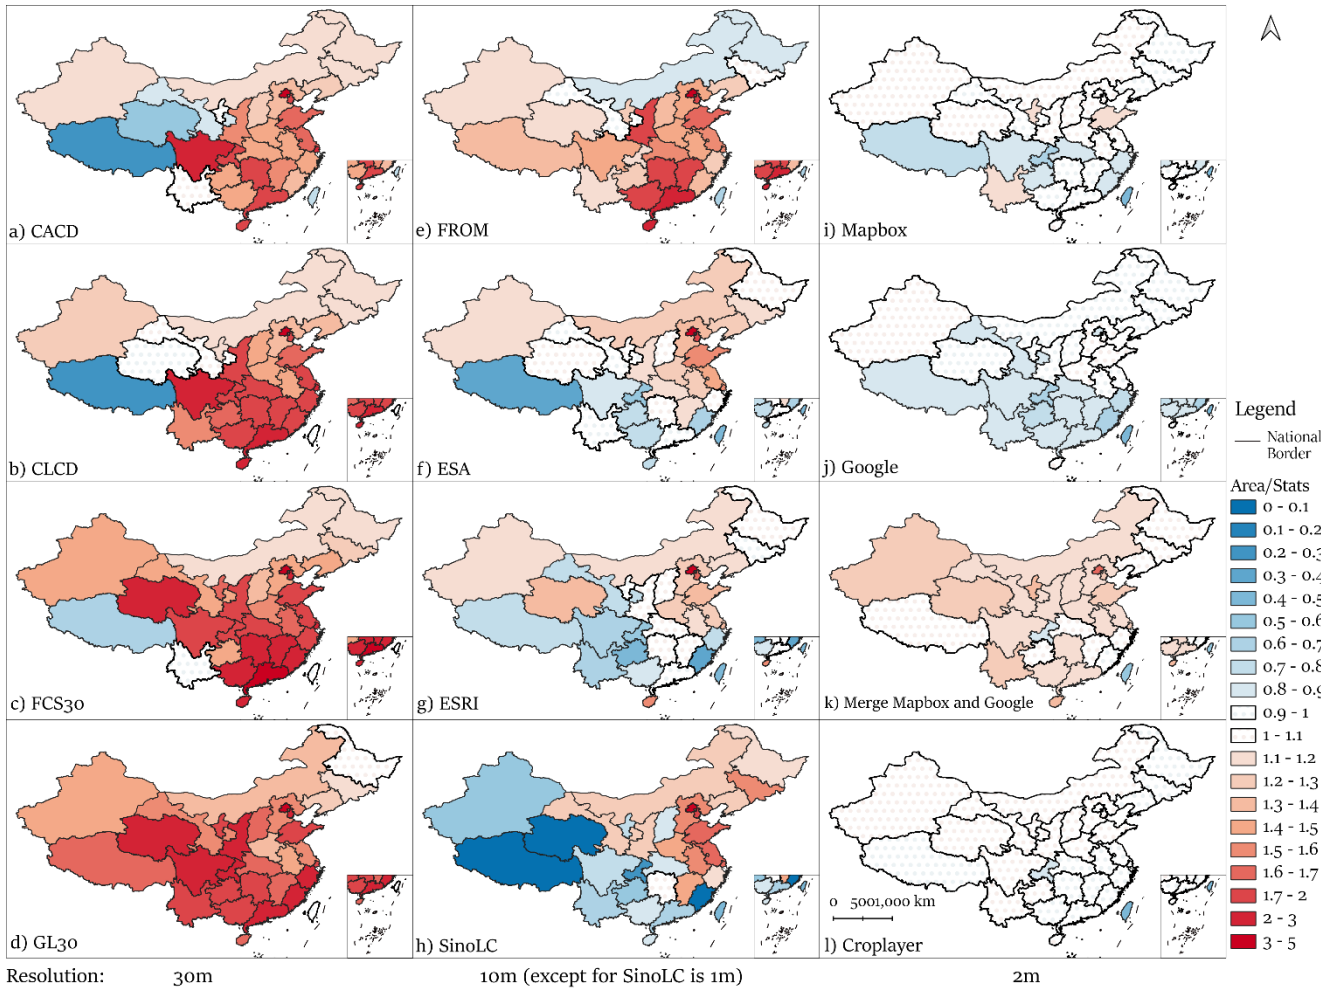 a) CACD
e) FROM
i) Mapbox
b) CLCD
f) ESA
j) Google
c) FCS30
g) ESRI
k) Merge Mapbox and Google
d) GL30
h) SinoLC
l) Croplayer
0 5001,000 km
Legend
National
Border
Area/Stats
0 - 0.1
0.1 - 0.2
0.2 - 0.3
0.3 - 0.4
0.4 - 0.5
0.5 - 0.6
0.6 - 0.7
0.7 - 0.8
0.8 - 0.9
0.9 - 1
1 - 1.1
1.1 - 1.2
1.2 - 1.3
1.3 - 1.4
1.4 - 1.5
1.5 - 1.6
1.6 - 1.7
1.7 - 2
2 - 3
3 - 5
Resolution: 30m 10m (except for SinoLC is 1m) 2m